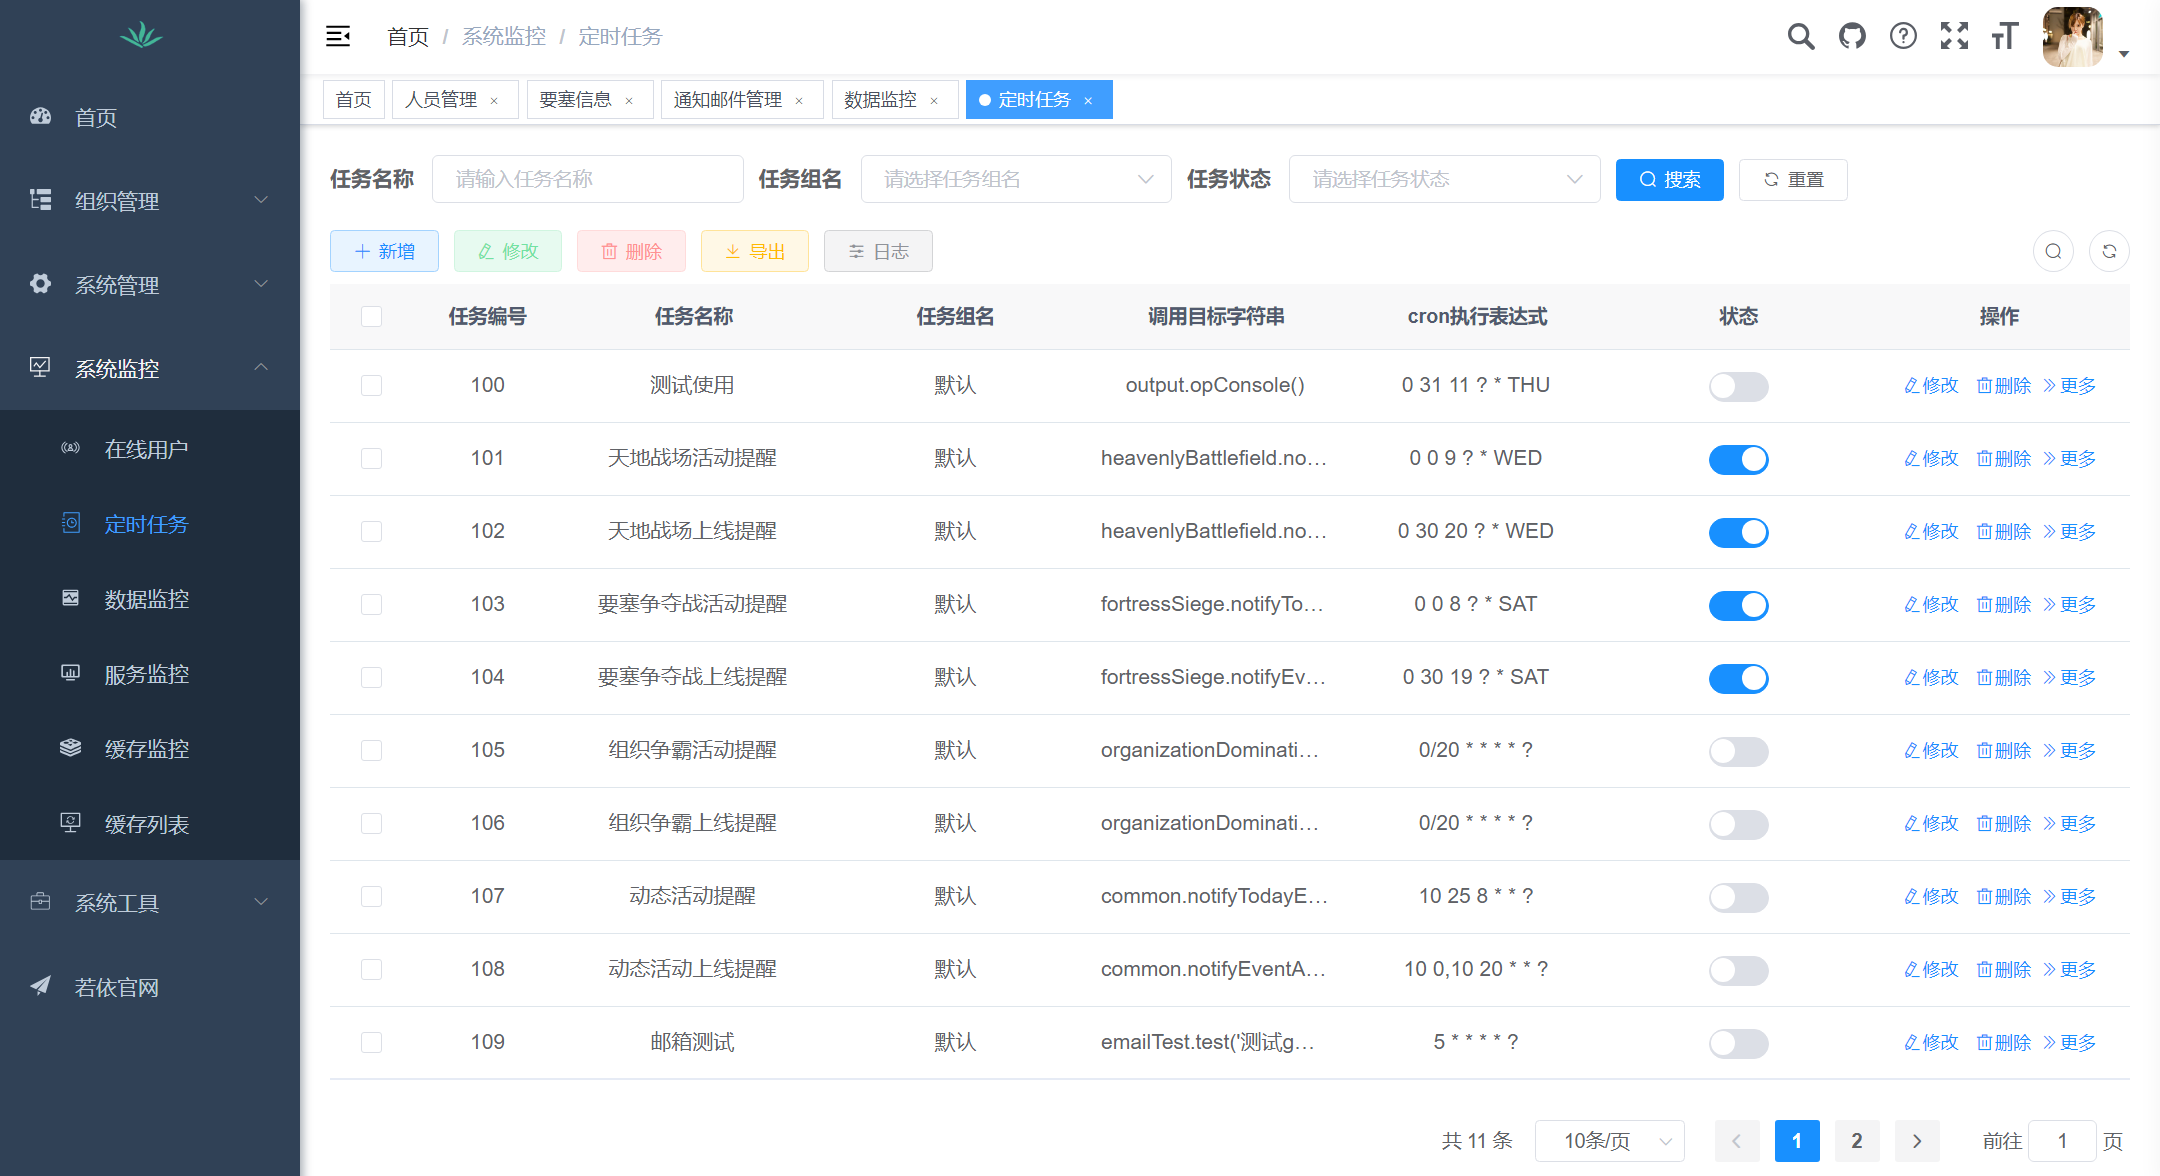 首页 / 系统监控 / 定时任务
首页
人员管理 ×
要塞信息 ×
通知邮件管理 ×
数据监控 ×
定时任务 ×
首页
组织管理
系统管理
系统监控
在线用户
定时任务
数据监控
服务监控
缓存监控
缓存列表
系统工具
若依官网
任务名称 请输入任务名称 任务组名 请选择任务组名 任务状态 请选择任务状态 搜索 重置
新增 修改 删除 导出 日志
任务编号 任务名称 任务组名 调用目标字符串 cron执行表达式 状态 操作
100 测试使用 默认 output.opConsole() 0 31 11 ? * THU 修改 删除 更多
101 天地战场活动提醒 默认 heavenlyBattlefield.no… 0 0 9 ? * WED 修改 删除 更多
102 天地战场上线提醒 默认 heavenlyBattlefield.no… 0 30 20 ? * WED 修改 删除 更多
103 要塞争夺战活动提醒 默认 fortressSiege.notifyTo… 0 0 8 ? * SAT 修改 删除 更多
104 要塞争夺战上线提醒 默认 fortressSiege.notifyEv… 0 30 19 ? * SAT 修改 删除 更多
105 组织争霸活动提醒 默认 organizationDominati… 0/20 * * * * ? 修改 删除 更多
106 组织争霸上线提醒 默认 organizationDominati… 0/20 * * * * ? 修改 删除 更多
107 动态活动提醒 默认 common.notifyTodayE… 10 25 8 * * ? 修改 删除 更多
108 动态活动上线提醒 默认 common.notifyEventA… 10 0,10 20 * * ? 修改 删除 更多
109 邮箱测试 默认 emailTest.test('测试g… 5 * * * * ? 修改 删除 更多
共 11 条 10条/页 1 2 前往 1 页